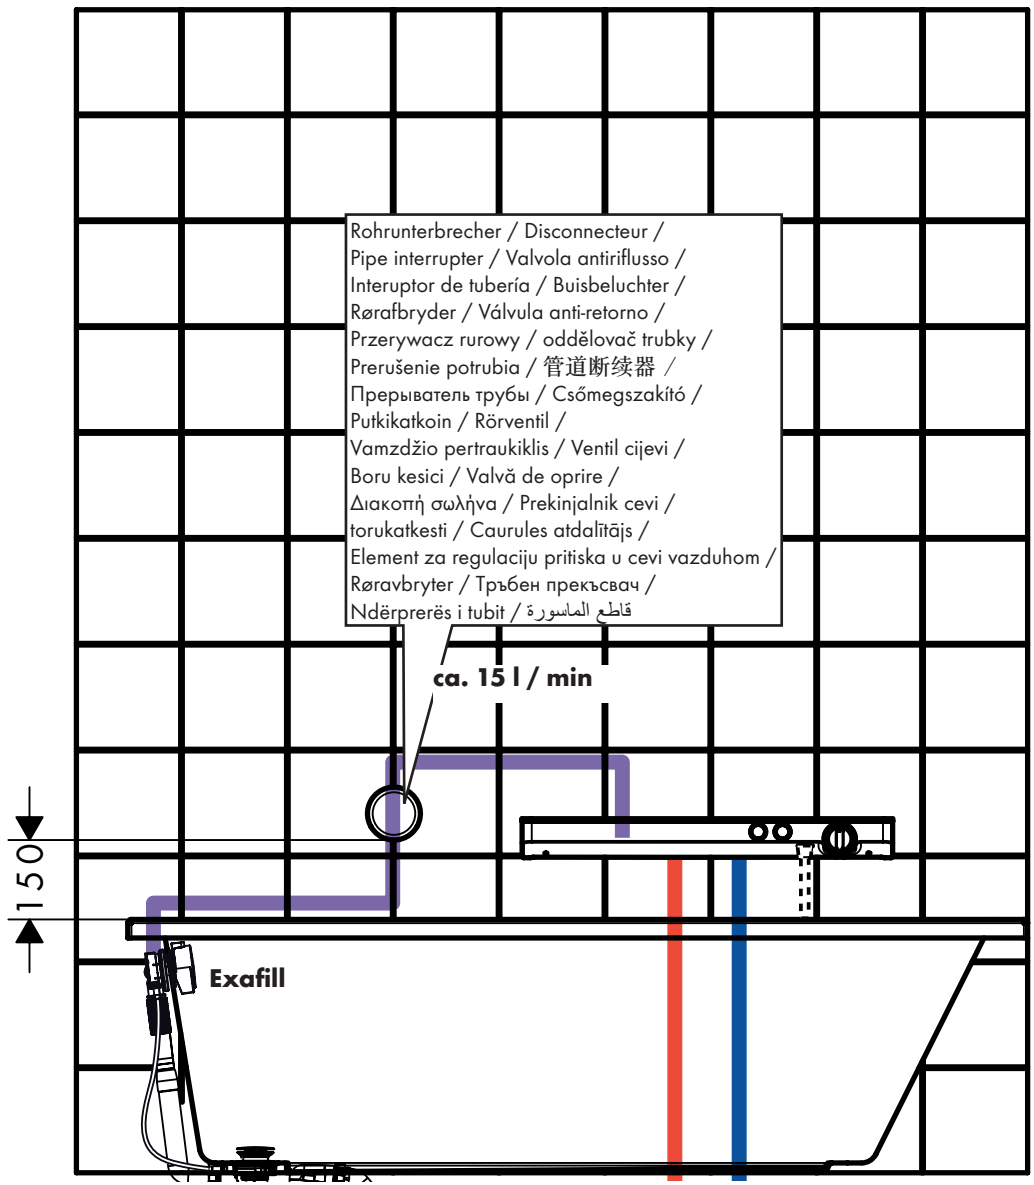 Rohrunterbrecher / Disconnecteur /
Pipe interrupter / Valvola antiriflusso /
Interuptor de tubería / Buisbeluchter /
Rørafbryder / Válvula anti-retorno /
Przerywacz rurowy / oddělovač trubky /
Prerušenie potrubia / 管道断续器 /
Прерыватель трубы / Csőmegszakító /
Putkikatkoin / Rörventil /
Vamzdžio pertraukiklis / Ventil cijevi /
Boru kesici / Valvă de oprire /
Διακοπή σωλήνα / Prekinjalnik cevi /
torukatkesti / Caurules atdalītājs /
Element za regulaciju pritiska u cevi vazduhom /
Røravbryter / Тръбен прекъсвач /
Ndërprerës i tubit / قاطع الماسورة
ca. 15 l / min
150
Exafill